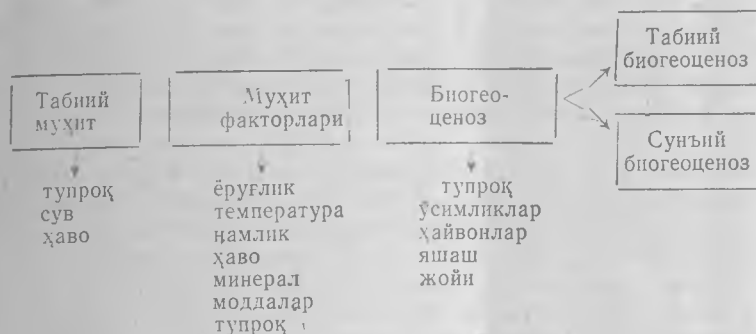 Табиий
муҳит
тупроқ
сув
ҳаво
Муҳит
факторлари
ёруғлик
температура
намлик
ҳаво
минерал
моддалар
тупроқ
Биогео-
ценоз
тупроқ
ўсимликлар
ҳайвонлар
яшаш
жойи
Табиий
биогеоценоз
Сунъий
биогеоценоз